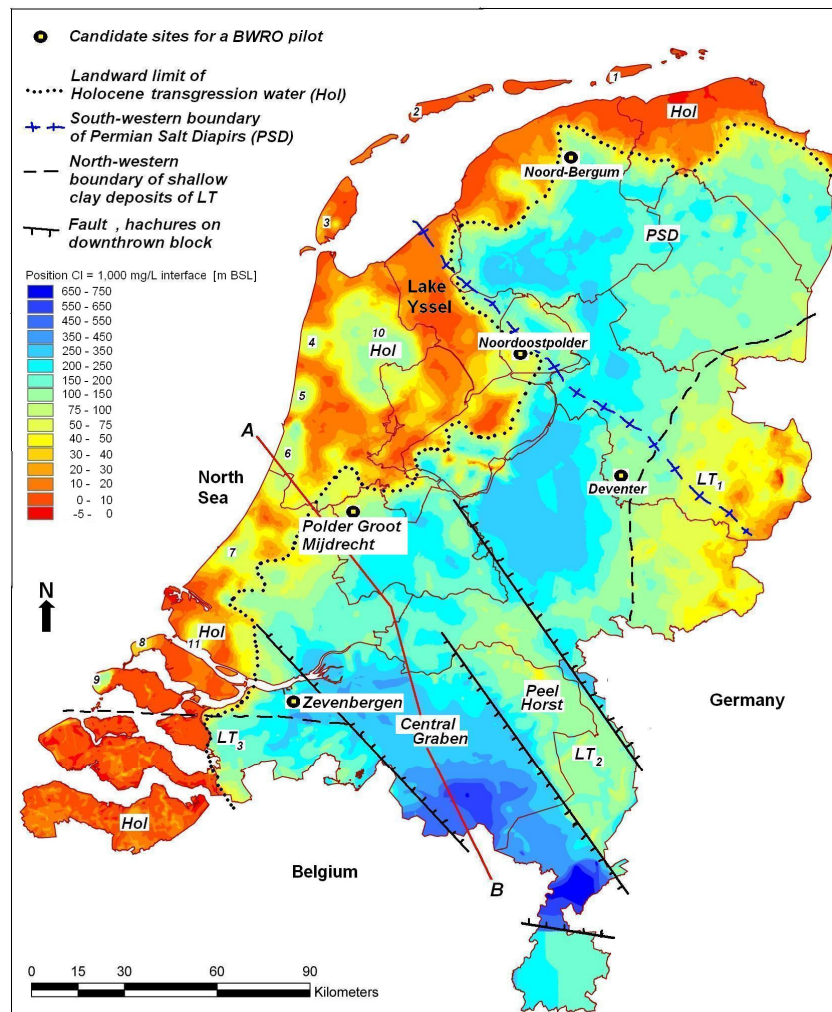 Candidate sites for a BWRO pilot
Landward limit of
Holocene transgression water (Hol)
South-western boundary
of Permian Salt Diapirs (PSD)
North-western
boundary of shallow
clay deposits of LT
Fault , hachures on
downthrown block
Position Cl = 1,000 mg/L interface [m BSL]
650 - 750
550 - 650
450 - 550
350 - 450
250 - 350
200 - 250
150 - 200
100 - 150
75 - 100
50 - 75
40 - 50
30 - 40
20 - 30
10 - 20
0 - 10
-5 - 0
1
2
Hol
Noord-Bergum
3
PSD
Lake
Yssel
4
10
Hol
Noordoostpolder
5
A
6
North
Sea
LT1
Deventer
Polder Groot
Mijdrecht
7
N
Hol
8
11
9
Zevenbergen
Peel
Horst
Germany
Central
Graben
LT3
LT2
Hol
Belgium
B
0 15 30 60 90
Kilometers